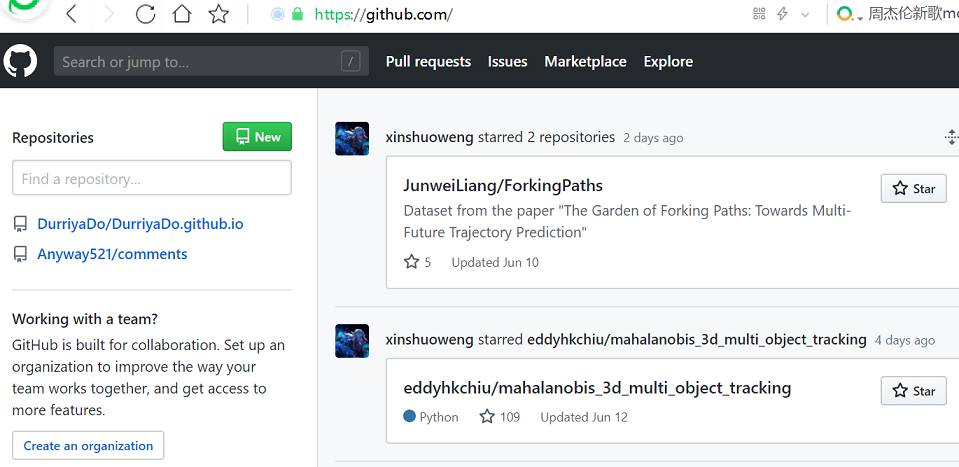 https://github.com/
周杰伦新歌
Search or jump to...
/
Pull requests
Issues
Marketplace
Explore
Repositories
New
Find a repository...
DurriyaDo/DurriyaDo.github.io
Anyway521/comments
Working with a team?
GitHub is built for collaboration. Set up an
organization to improve the way your
team works together, and get access to
more features.
Create an organization
xinshuoweng starred 2 repositories 2 days ago
JunweiLiang/ForkingPaths
Star
Dataset from the paper "The Garden of Forking Paths: Towards Multi-
Future Trajectory Prediction"
5 Updated Jun 10
xinshuoweng starred eddyhkchiu/mahalanobis_3d_multi_object_tracking 4 days ago
eddyhkchiu/mahalanobis_3d_multi_object_tracking
Star
Python 109 Updated Jun 12